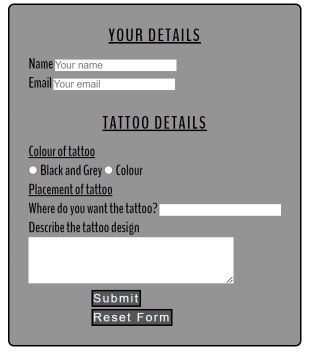 YOUR DETAILS
Name Your name
Email Your email
TATTOO DETAILS
Colour of tattoo
Black and Grey Colour
Placement of tattoo
Where do you want the tattoo?
Describe the tattoo design
Submit
Reset Form